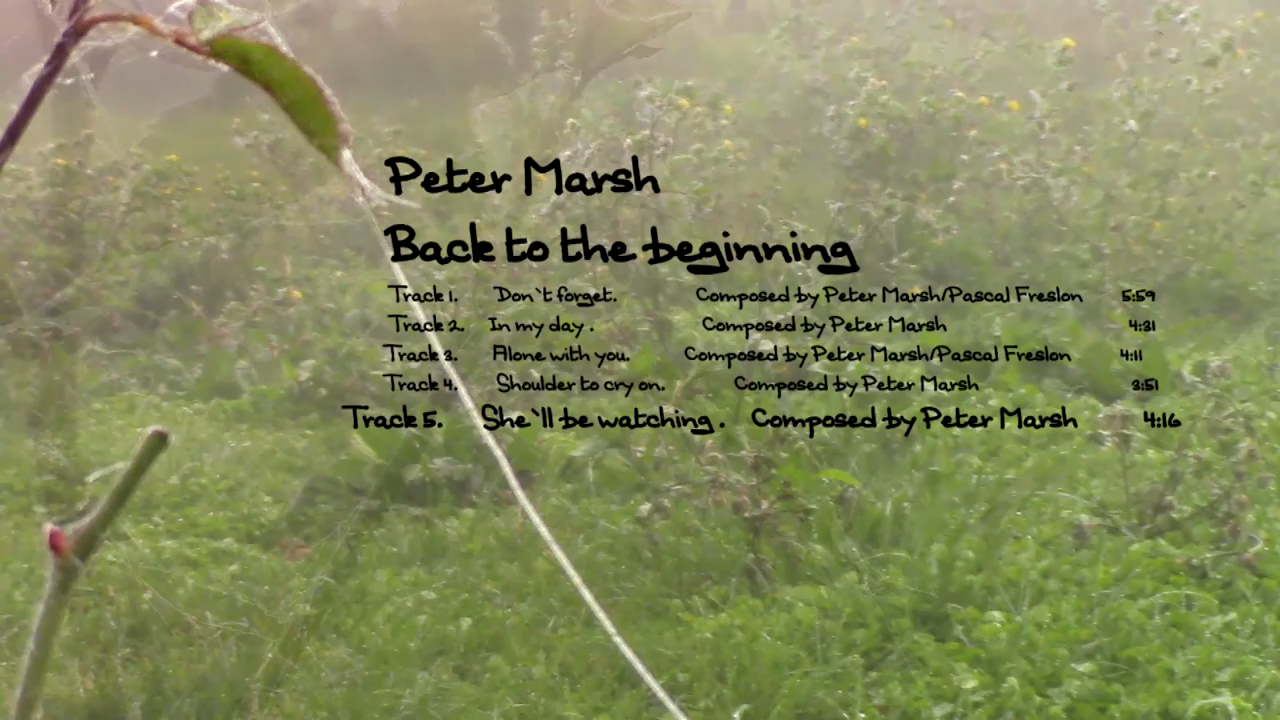 Peter Marsh
Back to the beginning
Track 1. Don`t forget. Composed by Peter Marsh/Pascal Freslon 5:59
Track 2. In my day . Composed by Peter Marsh 4:31
Track 3. Alone with you. Composed by Peter Marsh/Pascal Freslon 4:11
Track 4. Shoulder to cry on. Composed by Peter Marsh 3:51
Track 5. She`ll be watching . Composed by Peter Marsh 4:16